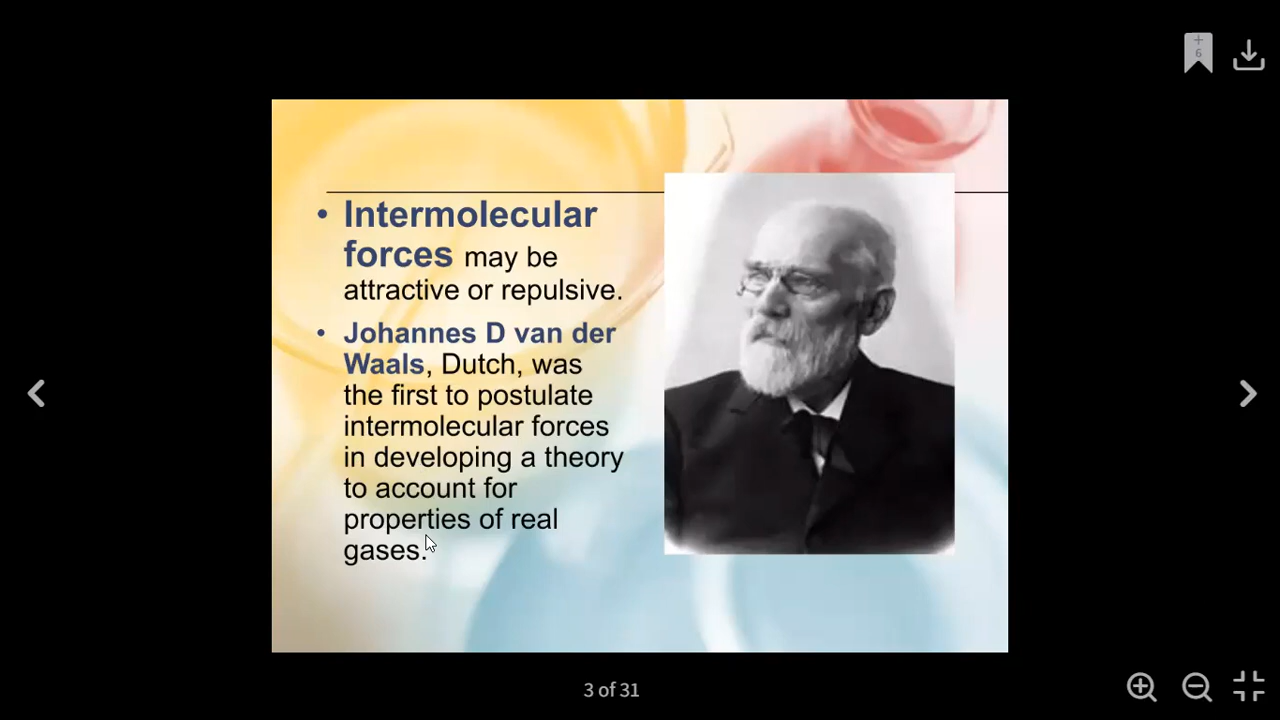 +
6
• Intermolecular
forces may be
attractive or repulsive.
• Johannes D van der
Waals, Dutch, was
the first to postulate
intermolecular forces
in developing a theory
to account for
properties of real
gases.
3 of 31